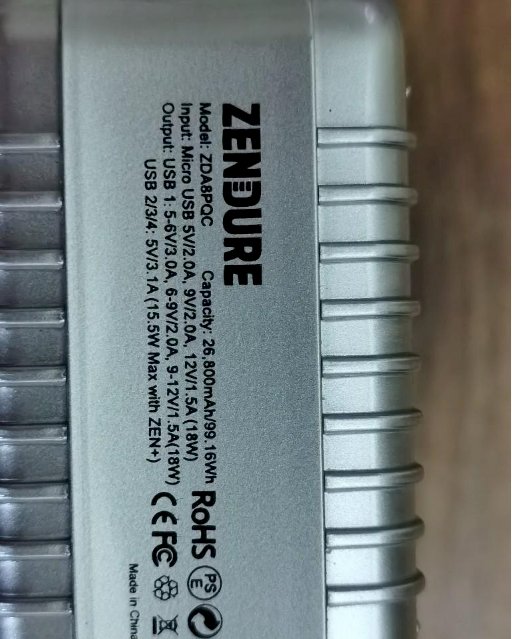 ZENDURE
Model: ZDA8PQC Capacity: 26,800mAh/99.16Wh
Input: Micro USB 5V/2.0A, 9V/2.0A, 12V/1.5A (18W)
Output: USB 1: 5-6V/3.0A, 6-9V/2.0A, 9-12V/1.5A(18W)
USB 2/3/4: 5V/3.1A (15.5W Max with ZEN+)
RoHS PS E
CE FC
Made in China